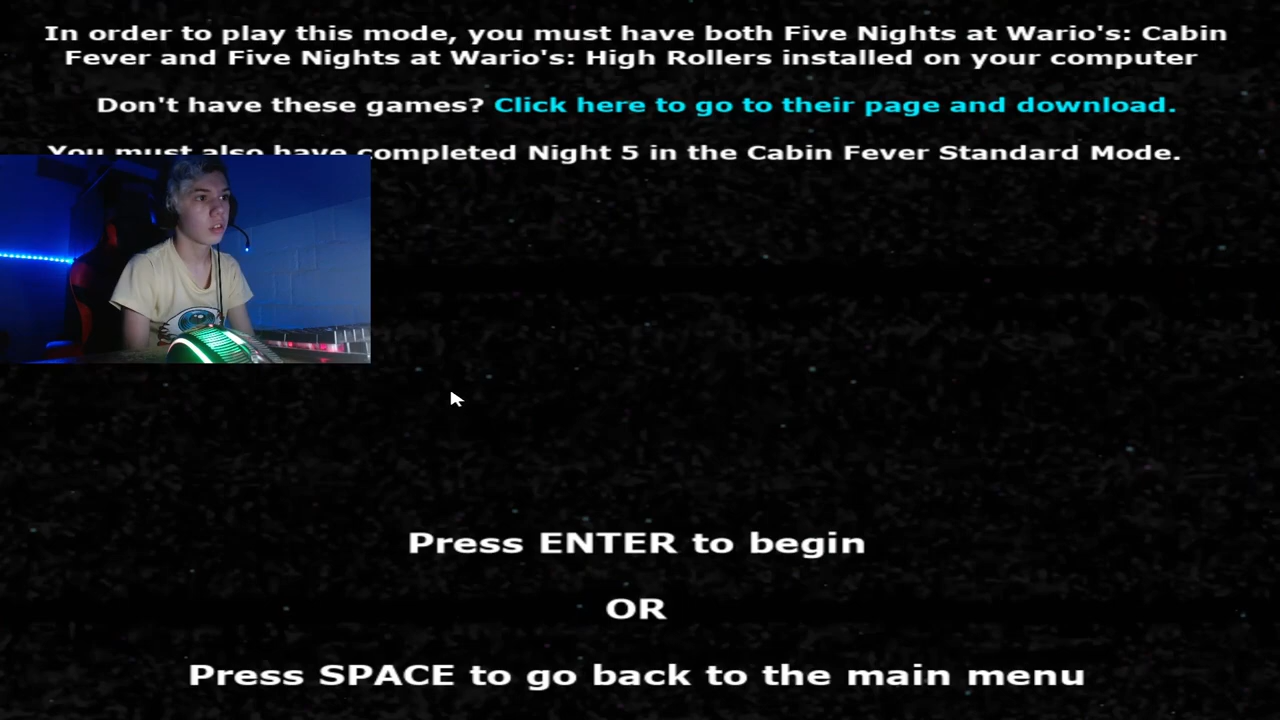 In order to play this mode, you must have both Five Nights at Wario's: Cabin
Fever and Five Nights at Wario's: High Rollers installed on your computer
Don't have these games? Click here to go to their page and download.
You must also have completed Night 5 in the Cabin Fever Standard Mode.
Press ENTER to begin
OR
Press SPACE to go back to the main menu